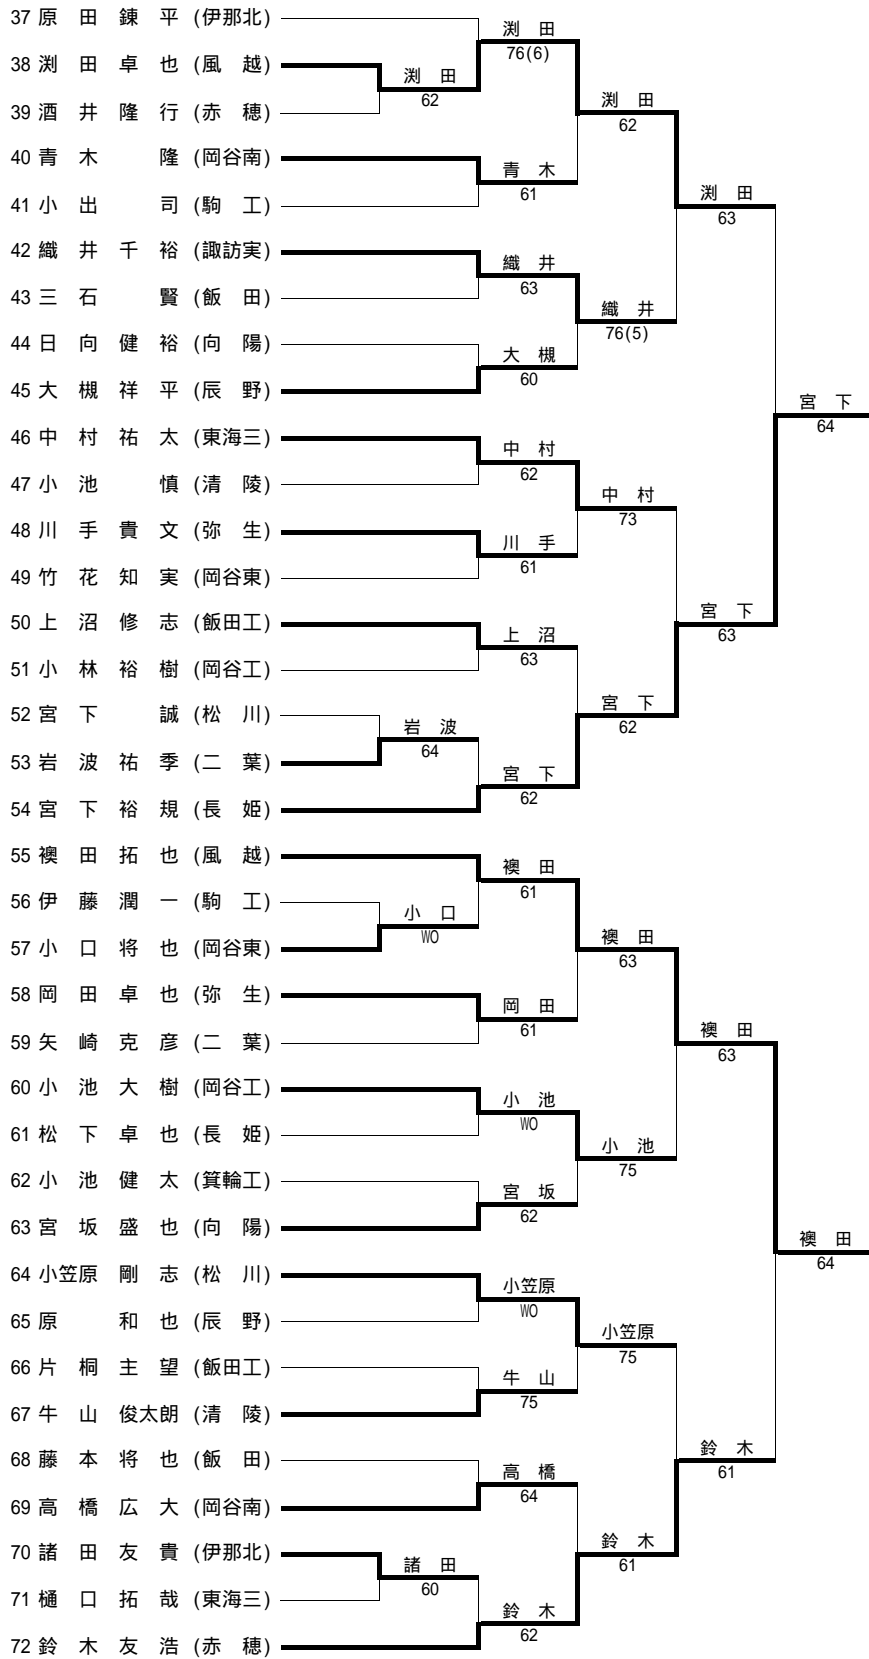 37 原 田 錬 平 (伊那北)
渕 田
76(6)
38 渕 田 卓 也 (風 越)
渕 田
62
渕 田
62
39 酒 井 隆 行 (赤 穂)
40 青 木 隆 (岡谷南)
青 木
61
41 小 出 司 (駒 工)
渕 田
63
42 織 井 千 裕 (諏訪実)
織 井
63
43 三 石 賢 (飯 田)
織 井
76(5)
44 日 向 健 裕 (向 陽)
大 槻
60
45 大 槻 祥 平 (辰 野)
宮 下
64
46 中 村 祐 太 (東海三)
中 村
62
47 小 池 慎 (清 陵)
中 村
73
48 川 手 貴 文 (弥 生)
川 手
61
49 竹 花 知 実 (岡谷東)
宮 下
63
50 上 沼 修 志 (飯田工)
上 沼
63
51 小 林 裕 樹 (岡谷工)
宮 下
62
52 宮 下 誠 (松 川)
岩 波
64
53 岩 波 祐 季 (二 葉)
宮 下
62
54 宮 下 裕 規 (長 姫)
55 襖 田 拓 也 (風 越)
襖 田
61
56 伊 藤 潤 一 (駒 工)
小 口
WO
57 小 口 将 也 (岡谷東)
襖 田
63
58 岡 田 卓 也 (弥 生)
岡 田
61
59 矢 崎 克 彦 (二 葉)
襖 田
63
60 小 池 大 樹 (岡谷工)
小 池
WO
61 松 下 卓 也 (長 姫)
小 池
75
62 小 池 健 太 (箕輪工)
宮 坂
62
63 宮 坂 盛 也 (向 陽)
襖 田
64
64 小笠原 剛 志 (松 川)
小笠原
WO
65 原 和 也 (辰 野)
小笠原
75
66 片 桐 主 望 (飯田工)
牛 山
75
67 牛 山 俊太朗 (清 陵)
鈴 木
61
68 藤 本 将 也 (飯 田)
高 橋
64
69 高 橋 広 大 (岡谷南)
70 諸 田 友 貴 (伊那北)
鈴 木
61
諸 田
60
71 樋 口 拓 哉 (東海三)
鈴 木
62
72 鈴 木 友 浩 (赤 穂)